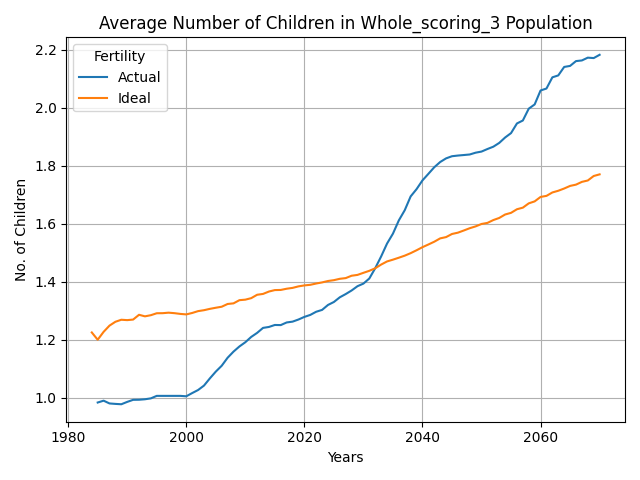 Average Number of Children in Whole_scoring_3 Population
Fertility
Actual
Ideal
No. of Children
2.2
2.0
1.8
1.6
1.4
1.2
1.0
1980 2000 2020 2040 2060
Years